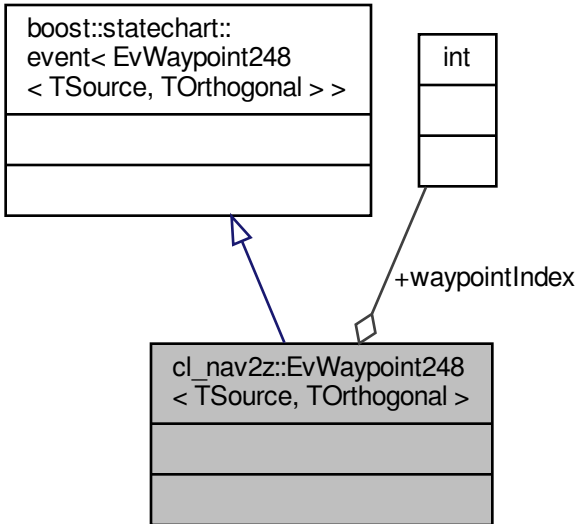 boost::statechart::
event< EvWaypoint248
< TSource, TOrthogonal > >
int
+waypointIndex
cl_nav2z::EvWaypoint248
< TSource, TOrthogonal >